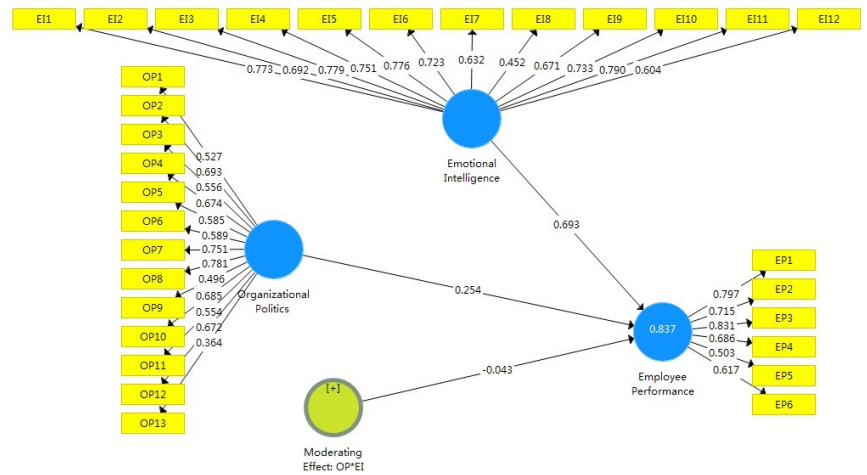 EI1 EI2 EI3 EI4 EI5 EI6 EI7 EI8 EI9 EI10 EI11 EI12
0.773 0.692 0.779 0.751 0.776 0.723 0.632 0.452 0.671 0.733 0.790 0.604
Emotional
Intelligence
OP1
OP2
OP3
OP4
OP5
OP6
OP7
OP8
OP9
OP10
OP11
OP12
OP13
0.527
0.693
0.556
0.674
0.585
0.589
0.751
0.781
0.496
0.685
0.554
0.672
0.364
Organizational
Politics
0.693
0.254
-0.043
[+]
Moderating
Effect: OP*EI
0.837
Employee
Performance
0.797
0.715
0.831
0.686
0.503
0.617
EP1
EP2
EP3
EP4
EP5
EP6